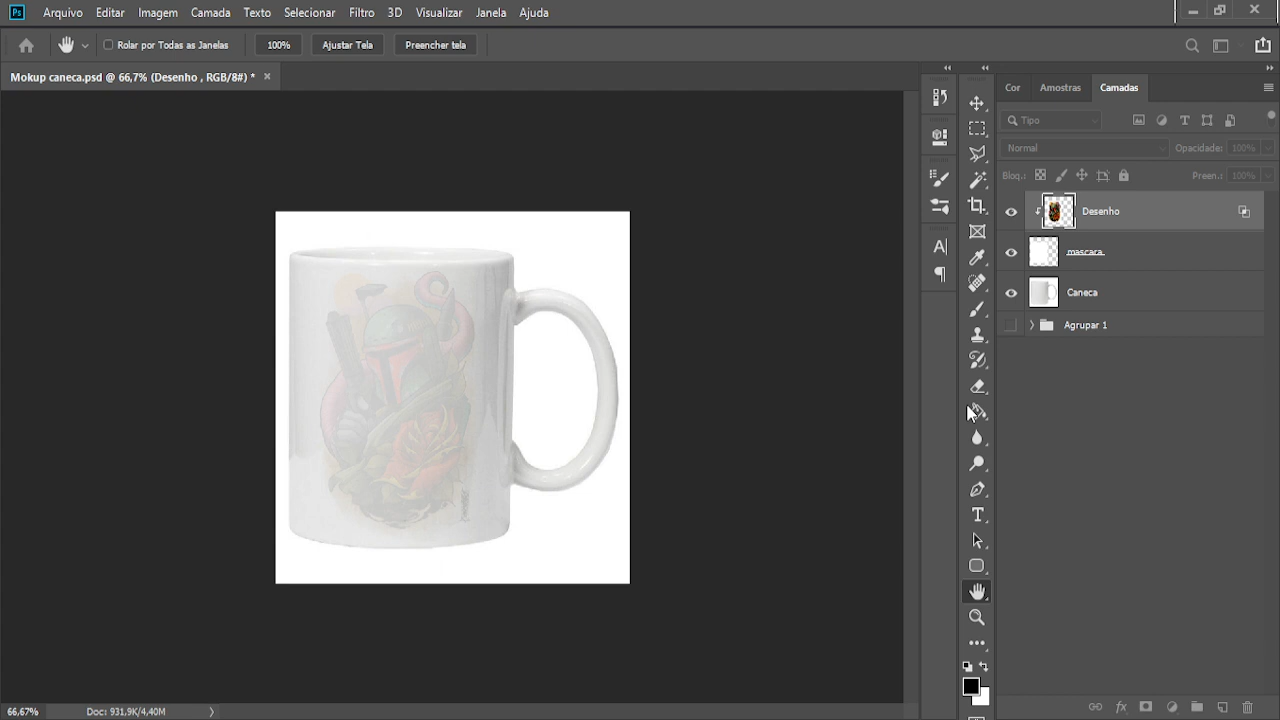 Ps Arquivo Editar Imagem Camada Texto Selecionar Filtro 3D Visualizar Janela Ajuda
Rolar por Todas as Janelas 100% Ajustar Tela Preencher tela
Mokup caneca.psd @ 66,7% (Desenho , RGB/8#) *
Cor Amostras Camadas
Tipo
Normal Opacidade: 100%
Bloq.: Preen.: 100%
Desenho
mascara
Caneca
Agrupar 1
66,67% Doc: 931,9K/4,40M